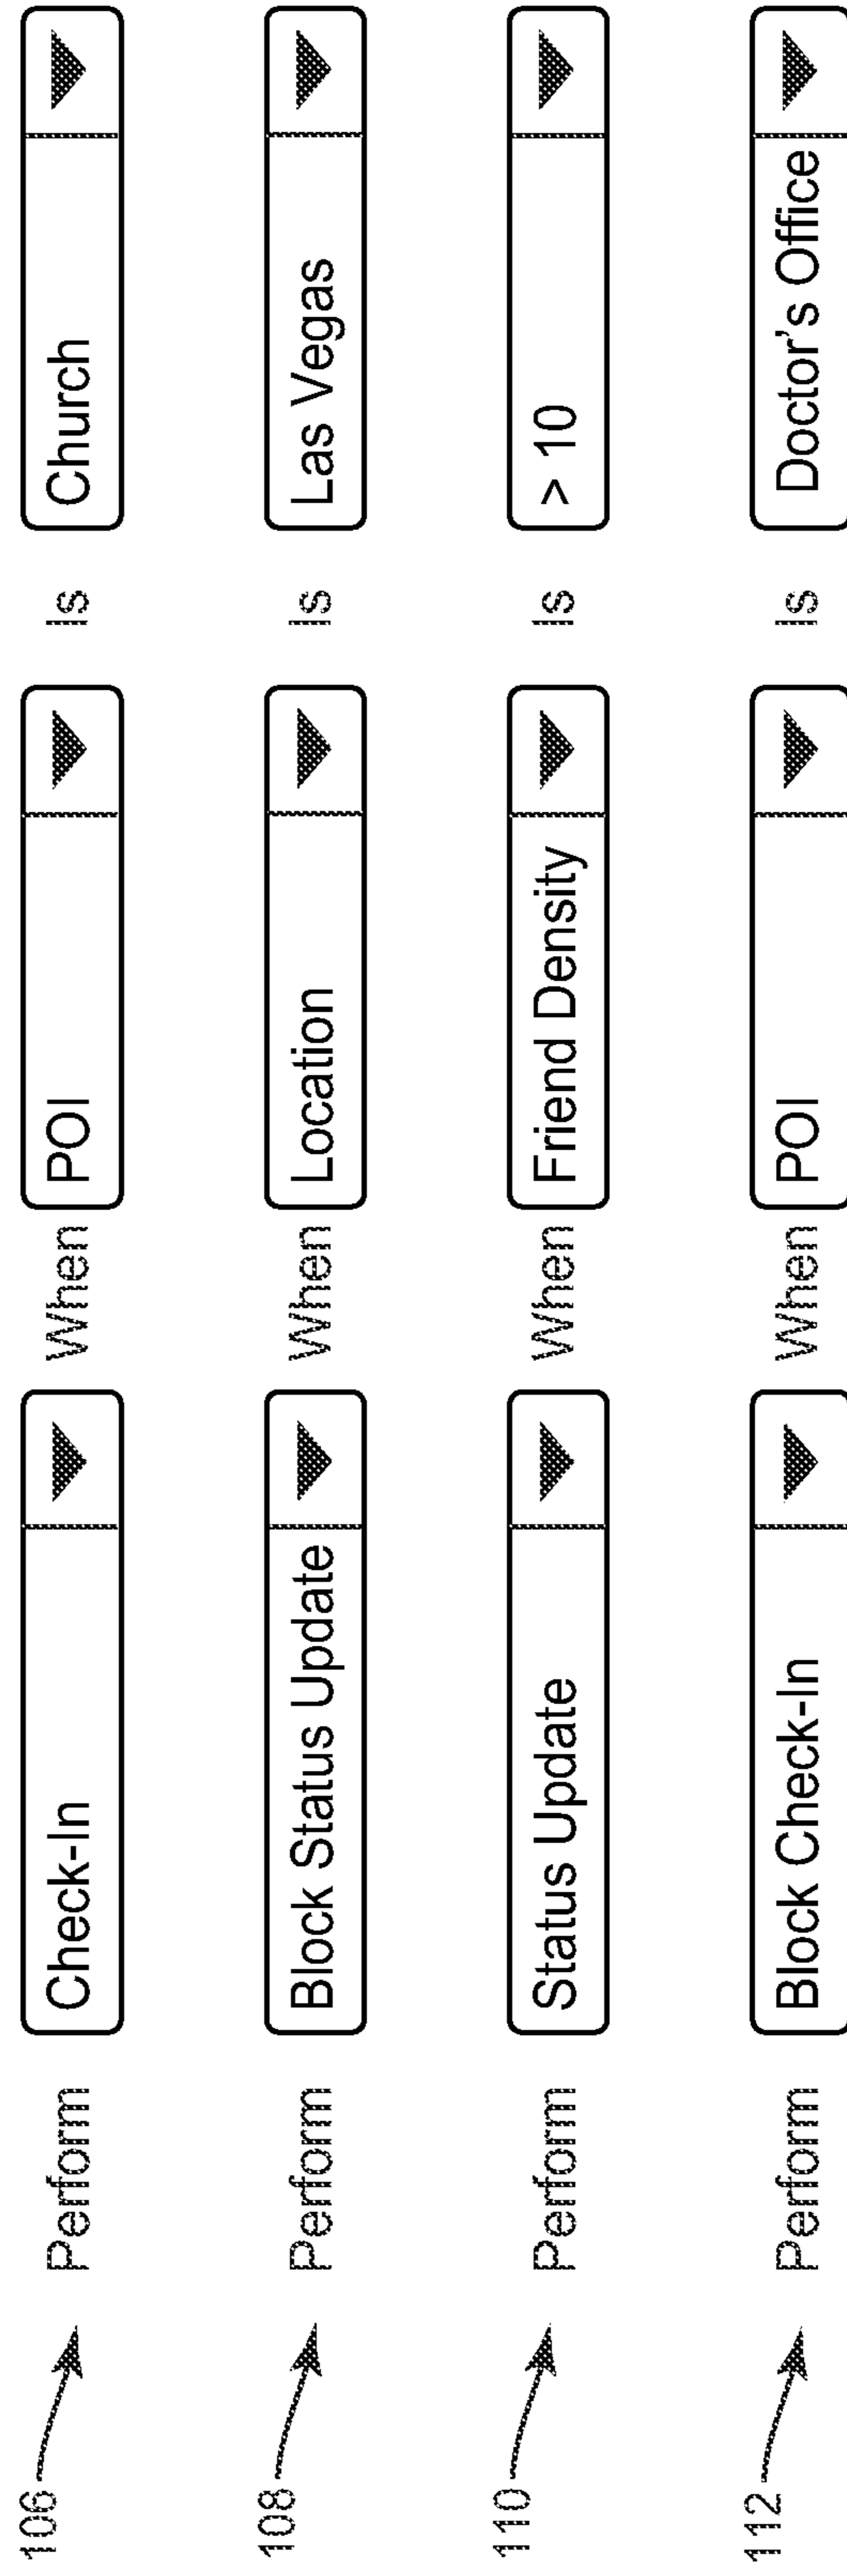 106 Perform Check-In When POI Is Church
108 Perform Block Status Update When Location Is Las Vegas
110 Perform Status Update When Friend Density Is > 10
112 Perform Block Check-In When POI Is Doctor's Office